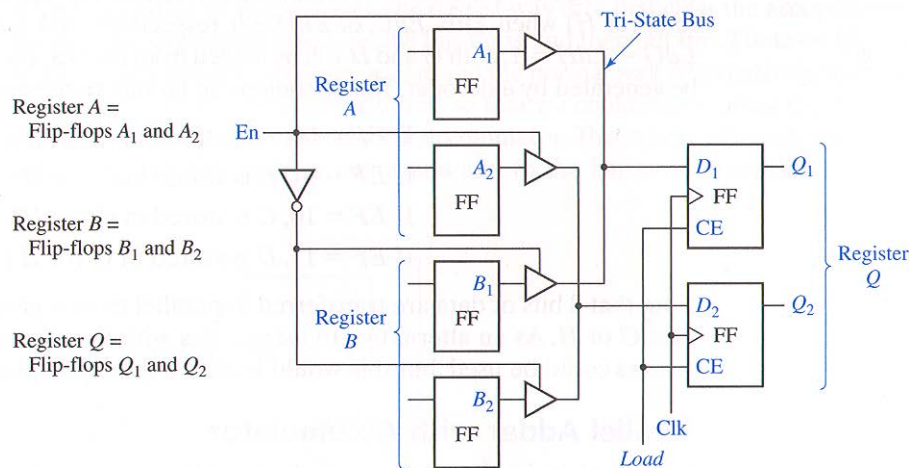 Tri-State Bus
A₁
FF
Register
A
Register A =
Flip-flops A₁ and A₂
En
A₂
FF
D₁
FF
CE
Q₁
Register B =
Flip-flops B₁ and B₂
B₁
FF
Register
B
Register
Q
D₂
FF
CE
Q₂
Register Q =
Flip-flops Q₁ and Q₂
B₂
FF
Clk
Load